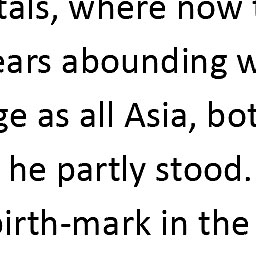 tals, where now
ears abounding w
ge as all Asia, bot
he partly stood.
birth-mark in the